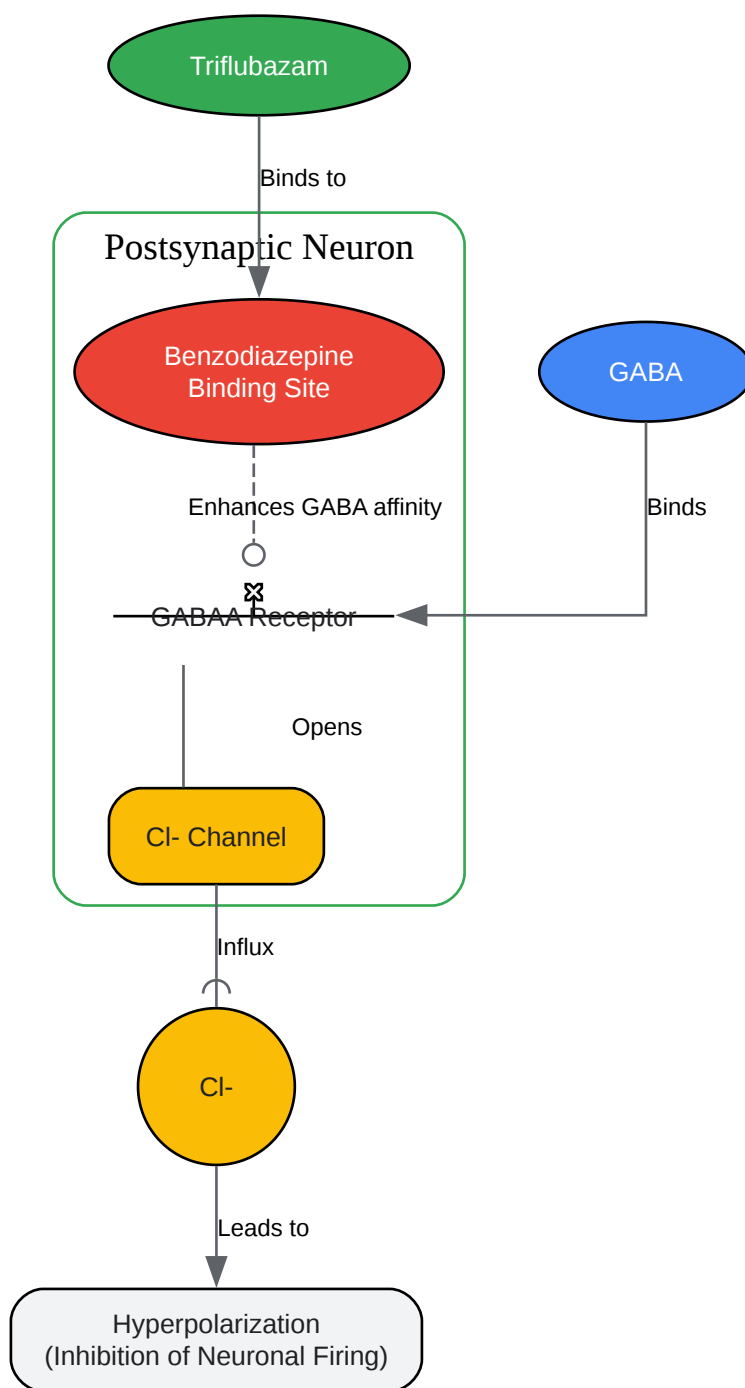 Triflubazam
Binds to
Postsynaptic Neuron
Benzodiazepine
Binding Site
GABA
Enhances GABA affinity
Binds
GABAA Receptor
Opens
Cl- Channel
Influx
Cl-
Leads to
Hyperpolarization
(Inhibition of Neuronal Firing)